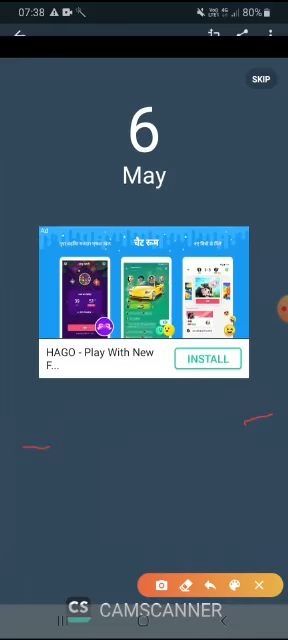 07:38
80%
SKIP
6
May
Ad
चैट रूम
HAGO - Play With New
F...
INSTALL
CS CAMSCANNER